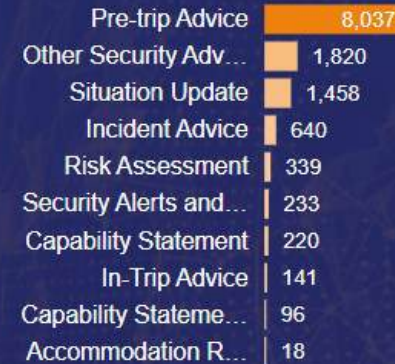 Pre-trip Advice 8,037
Other Security Adv... 1,820
Situation Update 1,458
Incident Advice 640
Risk Assessment 339
Security Alerts and... 233
Capability Statement 220
In-Trip Advice 141
Capability Stateme... 96
Accommodation R... 18